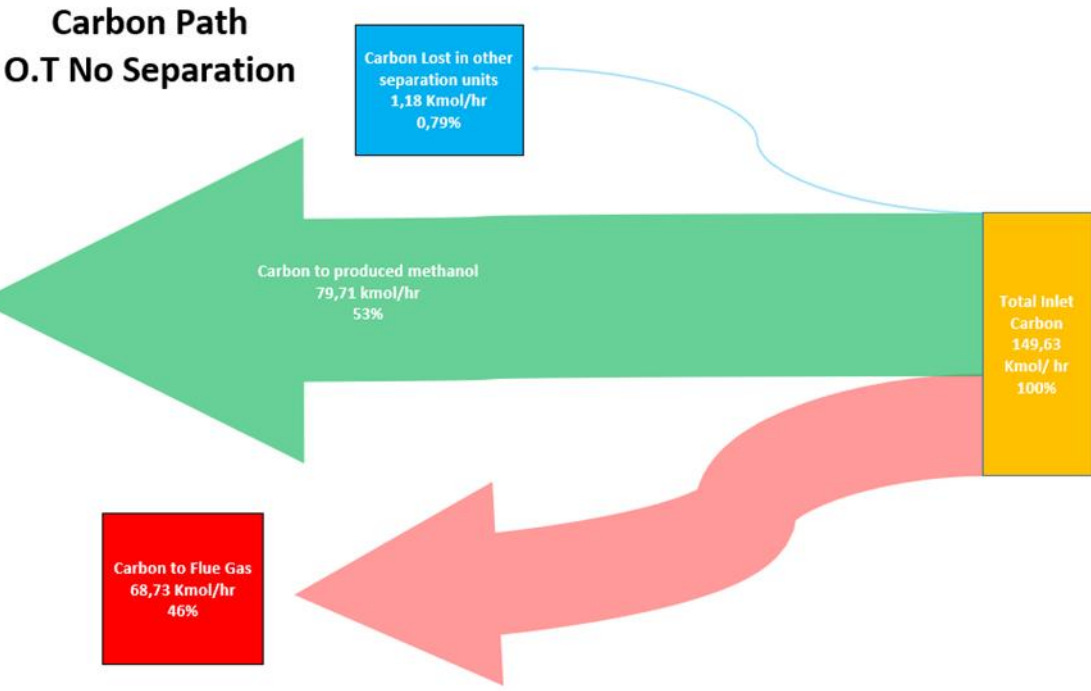 Carbon Path
O.T No Separation
Carbon Lost in other
separation units
1,18 Kmol/hr
0,79%
Carbon to produced methanol
79,71 kmol/hr
53%
Total Inlet
Carbon
149,63
Kmol/ hr
100%
Carbon to Flue Gas
68,73 Kmol/hr
46%